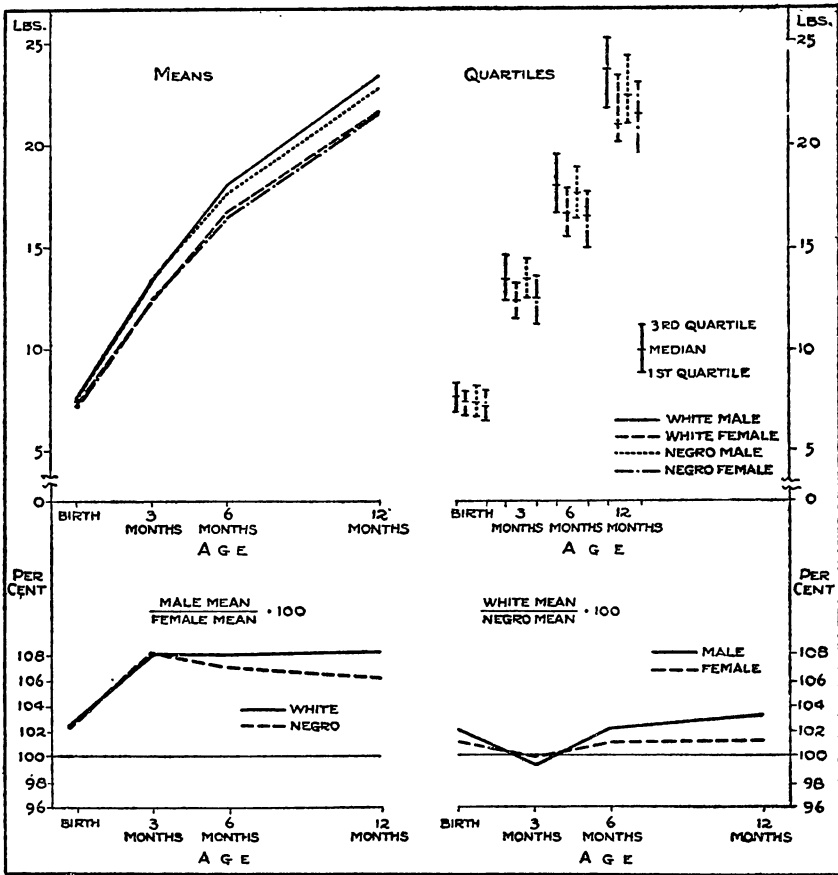 LBS.
25
20
15
10
5
0
MEANS
BIRTH
3
MONTHS
6
MONTHS
12
MONTHS
AGE
QUARTILES
LBS.
25
20
15
10
5
0
3RD QUARTILE
MEDIAN
1ST QUARTILE
WHITE MALE
WHITE FEMALE
NEGRO MALE
NEGRO FEMALE
BIRTH
3
MONTHS
6
MONTHS
12
MONTHS
AGE
PER
CENT
108
106
104
102
100
98
96
MALE MEAN
FEMALE MEAN
· 100
WHITE
NEGRO
BIRTH
3
MONTHS
6
MONTHS
12
MONTHS
AGE
WHITE MEAN
NEGRO MEAN
· 100
MALE
FEMALE
PER
CENT
108
106
104
102
100
98
96
BIRTH
3
MONTHS
6
MONTHS
12
MONTHS
AGE